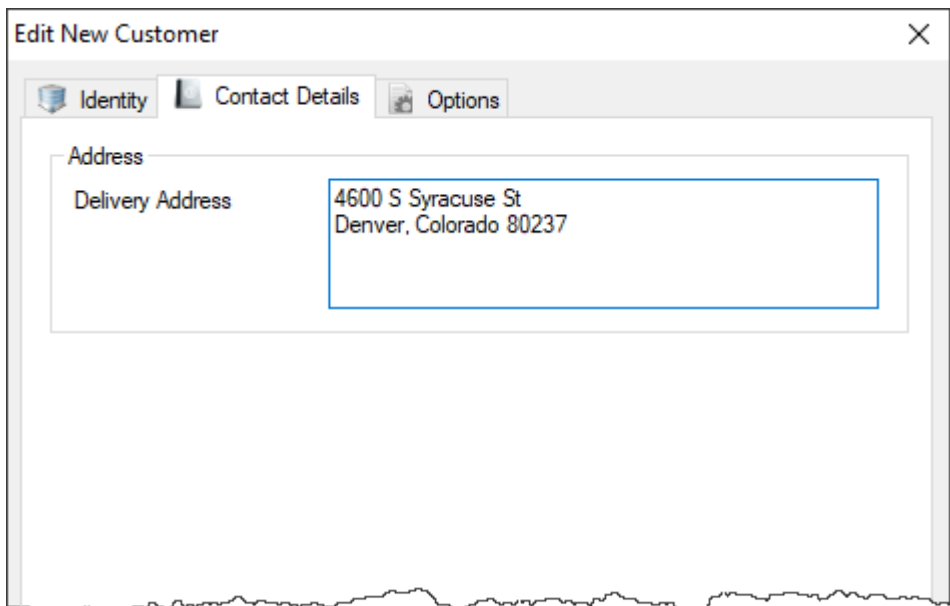 Edit New Customer
Identity
Contact Details
Options
Address
Delivery Address
4600 S Syracuse St
Denver, Colorado 80237